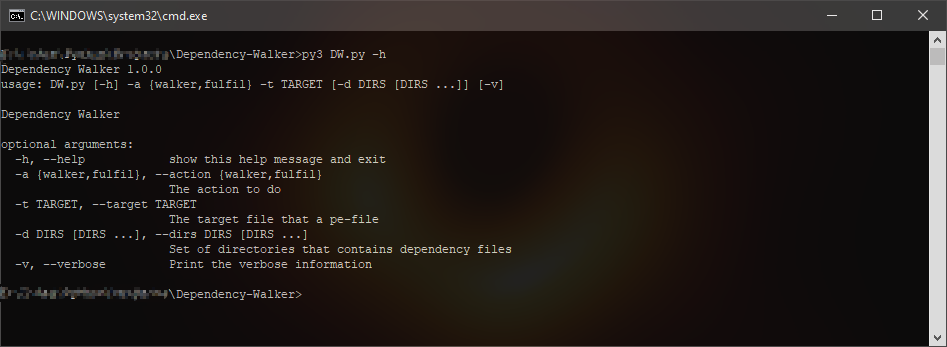 C:\WINDOWS\system32\cmd.exe
\Dependency-Walker>py3 DW.py -h
Dependency Walker 1.0.0
usage: DW.py [-h] -a {walker,fulfil} -t TARGET [-d DIRS [DIRS ...]] [-v]
Dependency Walker
optional arguments:
-h, --help show this help message and exit
-a {walker,fulfil}, --action {walker,fulfil}
The action to do
-t TARGET, --target TARGET
The target file that a pe-file
-d DIRS [DIRS ...], --dirs DIRS [DIRS ...]
Set of directories that contains dependency files
-v, --verbose Print the verbose information
\Dependency-Walker>